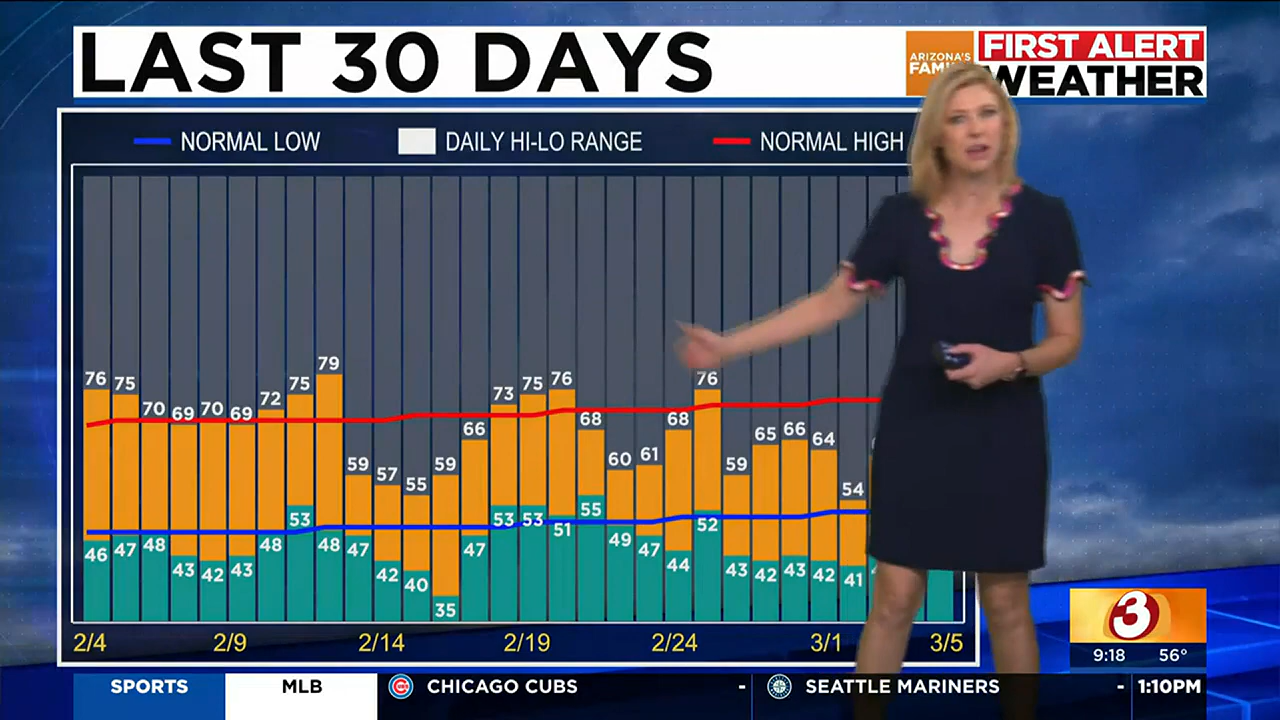 LAST 30 DAYS
ARIZONA'S
FIRST ALERT
WEATHER
NORMAL LOW DAILY HI-LO RANGE NORMAL HIGH
76 75 70 69 70 69 72 75 79 59 57 55 59 66 73 75 76 68 60 61 68 76 59 65 66 64 54
46 47 48 43 42 43 48 53 48 47 42 40 35 47 53 53 51 55 49 47 44 52 43 42 43 42 41
2/4 2/9 2/14 2/19 2/24 3/1 3/5
3
9:18 56°
SPORTS MLB CHICAGO CUBS - SEATTLE MARINERS - 1:10PM